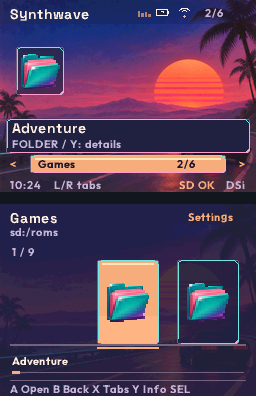 Synthwave 2/6
Adventure
FOLDER / Y: details
< Games 2/6 >
10:24 L/R tabs SD OK DSi
Games Settings
sd:/roms
1 / 9
Adventure
A Open B Back X Tabs Y Info SEL